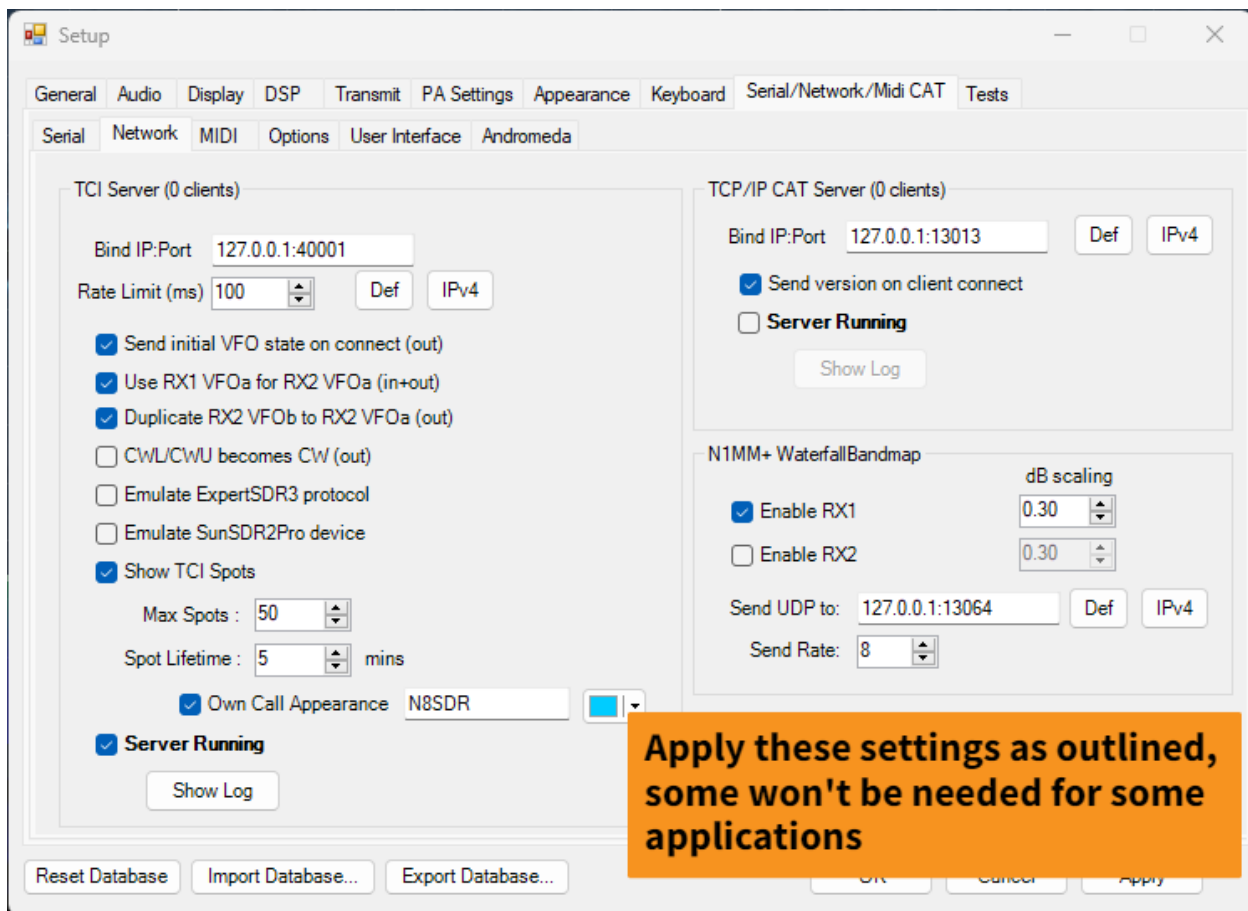 Setup
General Audio Display DSP Transmit PA Settings Appearance Keyboard Serial/Network/Midi CAT Tests
Serial Network MIDI Options User Interface Andromeda
TCI Server (0 clients)
Bind IP:Port 127.0.0.1:40001
Rate Limit (ms) 100 Def IPv4
Send initial VFO state on connect (out)
Use RX1 VFOa for RX2 VFOa (in+out)
Duplicate RX2 VFOb to RX2 VFOa (out)
CWL/CWU becomes CW (out)
Emulate ExpertSDR3 protocol
Emulate SunSDR2Pro device
Show TCI Spots
Max Spots : 50
Spot Lifetime : 5 mins
Own Call Appearance N8SDR
Server Running
Show Log
TCP/IP CAT Server (0 clients)
Bind IP:Port 127.0.0.1:13013 Def IPv4
Send version on client connect
Server Running
Show Log
N1MM+ WaterfallBandmap
dB scaling
Enable RX1 0.30
Enable RX2 0.30
Send UDP to: 127.0.0.1:13064 Def IPv4
Send Rate: 8
Apply these settings as outlined,
some won't be needed for some
applications
Reset Database Import Database... Export Database... OK Cancel Apply